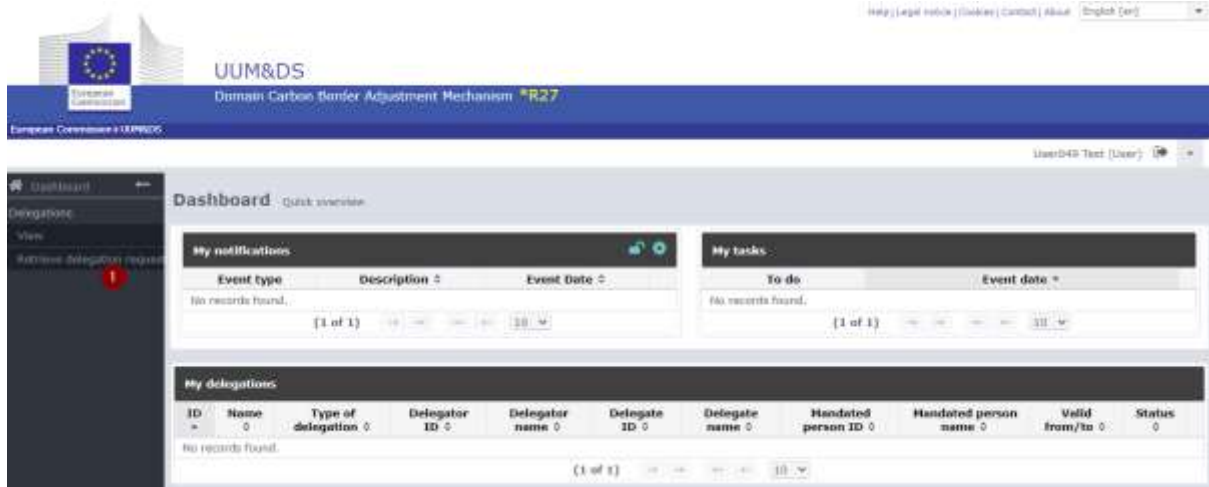 Help | Legal notice | Cookies | Contact | About English [en]
UUM&DS
European Commission
Domain Carbon Border Adjustment Mechanism *R27
European Commission › UUM&DS
User049 Test (User)
Dashboard
Delegations
View
Retrieve delegation request
1
Dashboard Quick overview
My notifications
Event type Description Event Date
No records found.
(1 of 1) 10
My tasks
To do Event date
No records found.
(1 of 1) 10
My delegations
ID Name Type of delegation Delegator ID Delegator name Delegate ID Delegate name Mandated person ID Mandated person name Valid from/to Status
No records found.
(1 of 1) 10